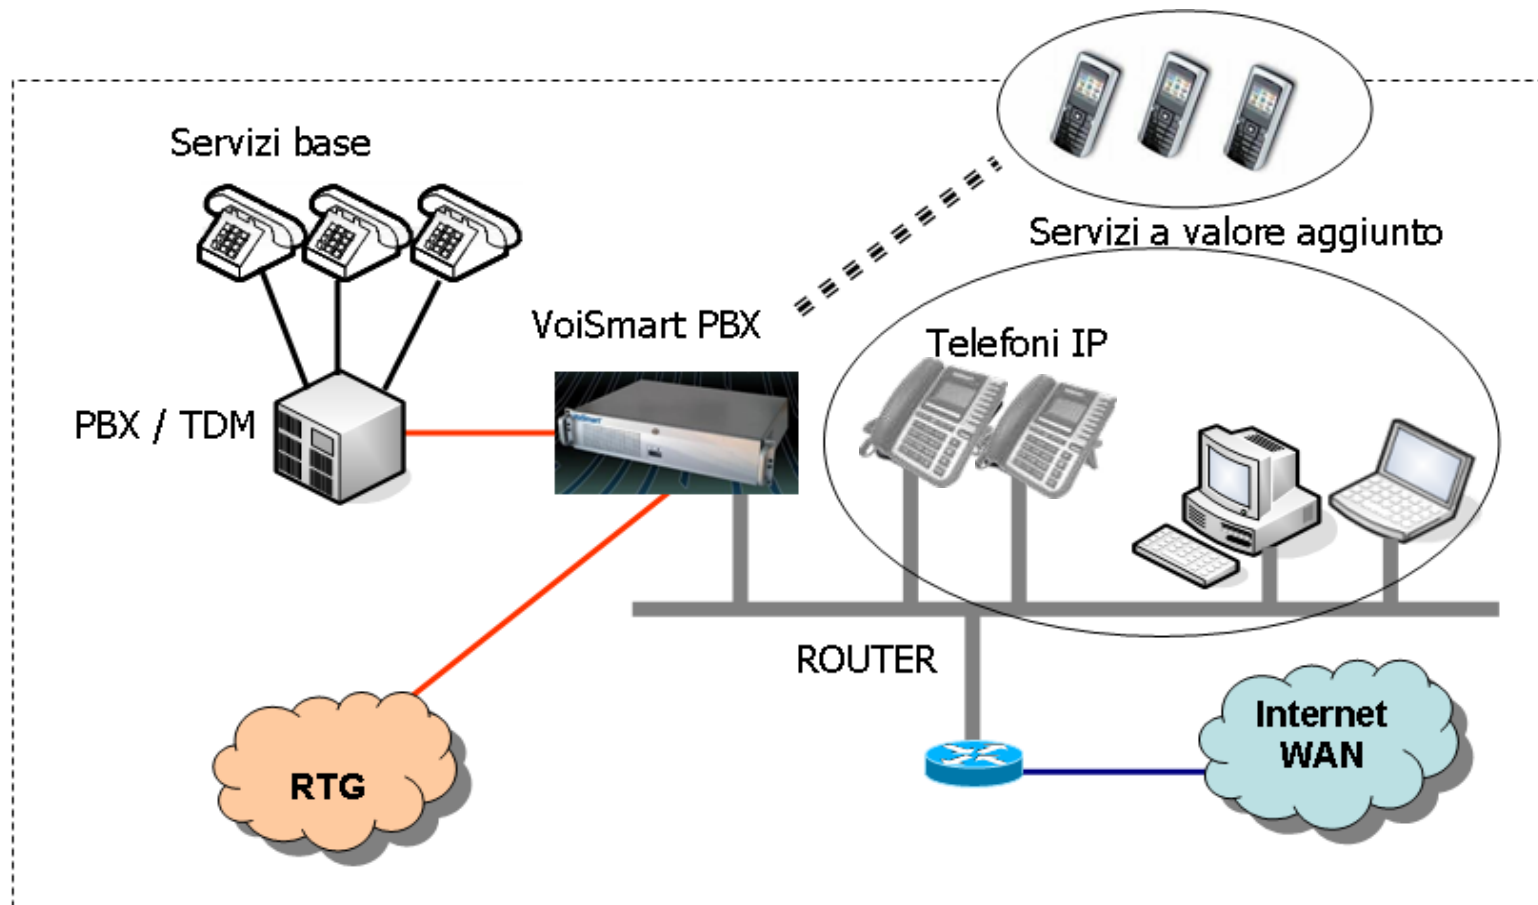 Servizi base
Servizi a valore aggiunto
VoiSmart PBX
Telefoni IP
PBX / TDM
ROUTER
Internet
WAN
RTG